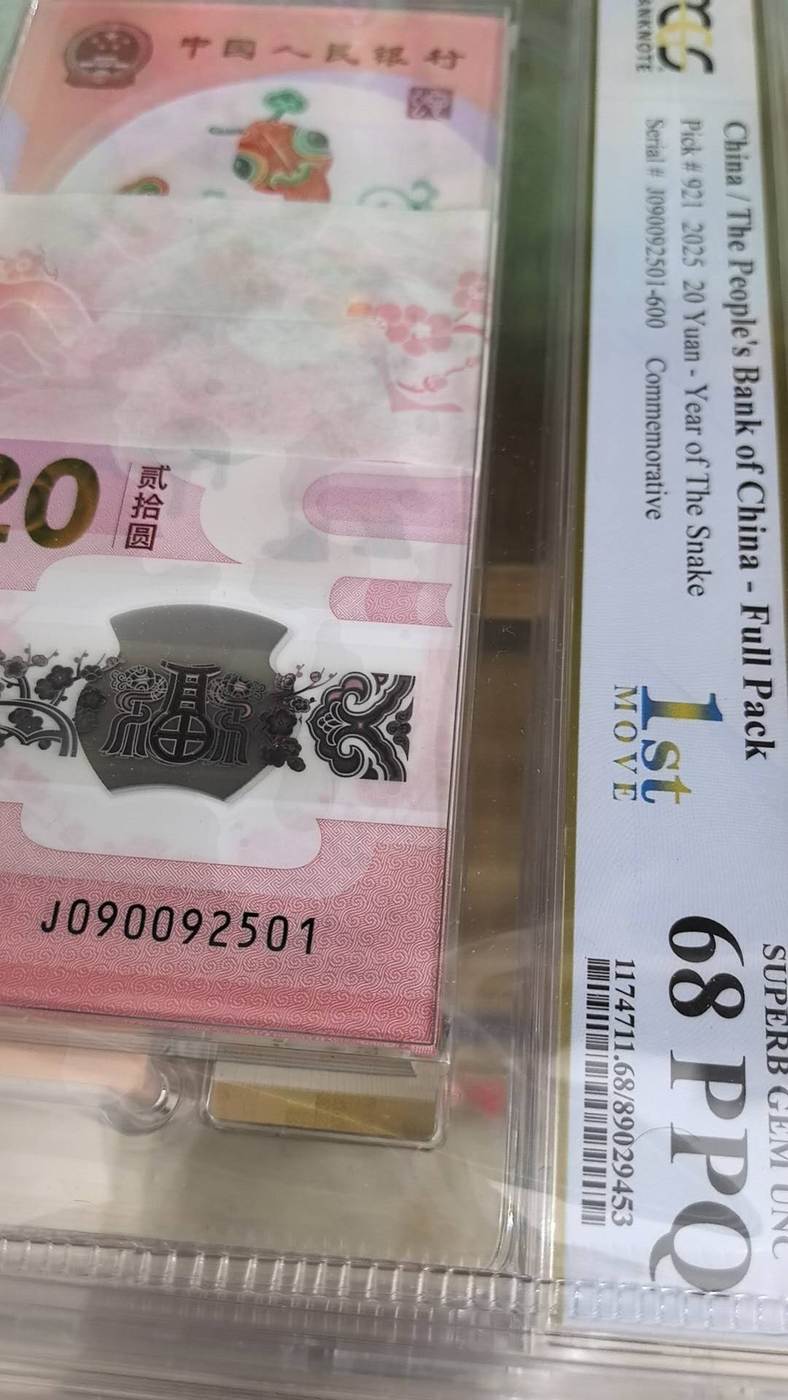 中国人民银行
20
贰拾圆
J090092501
BANKNOTE
China / The People's Bank of China - Full Pack
Pick # 921 2025 20 Yuan - Year of The Snake
Serial # J090092501-600 Commemorative
1st
MOVE
SUPERB GEM UNC
68 PPQ
1174711.68/89029453